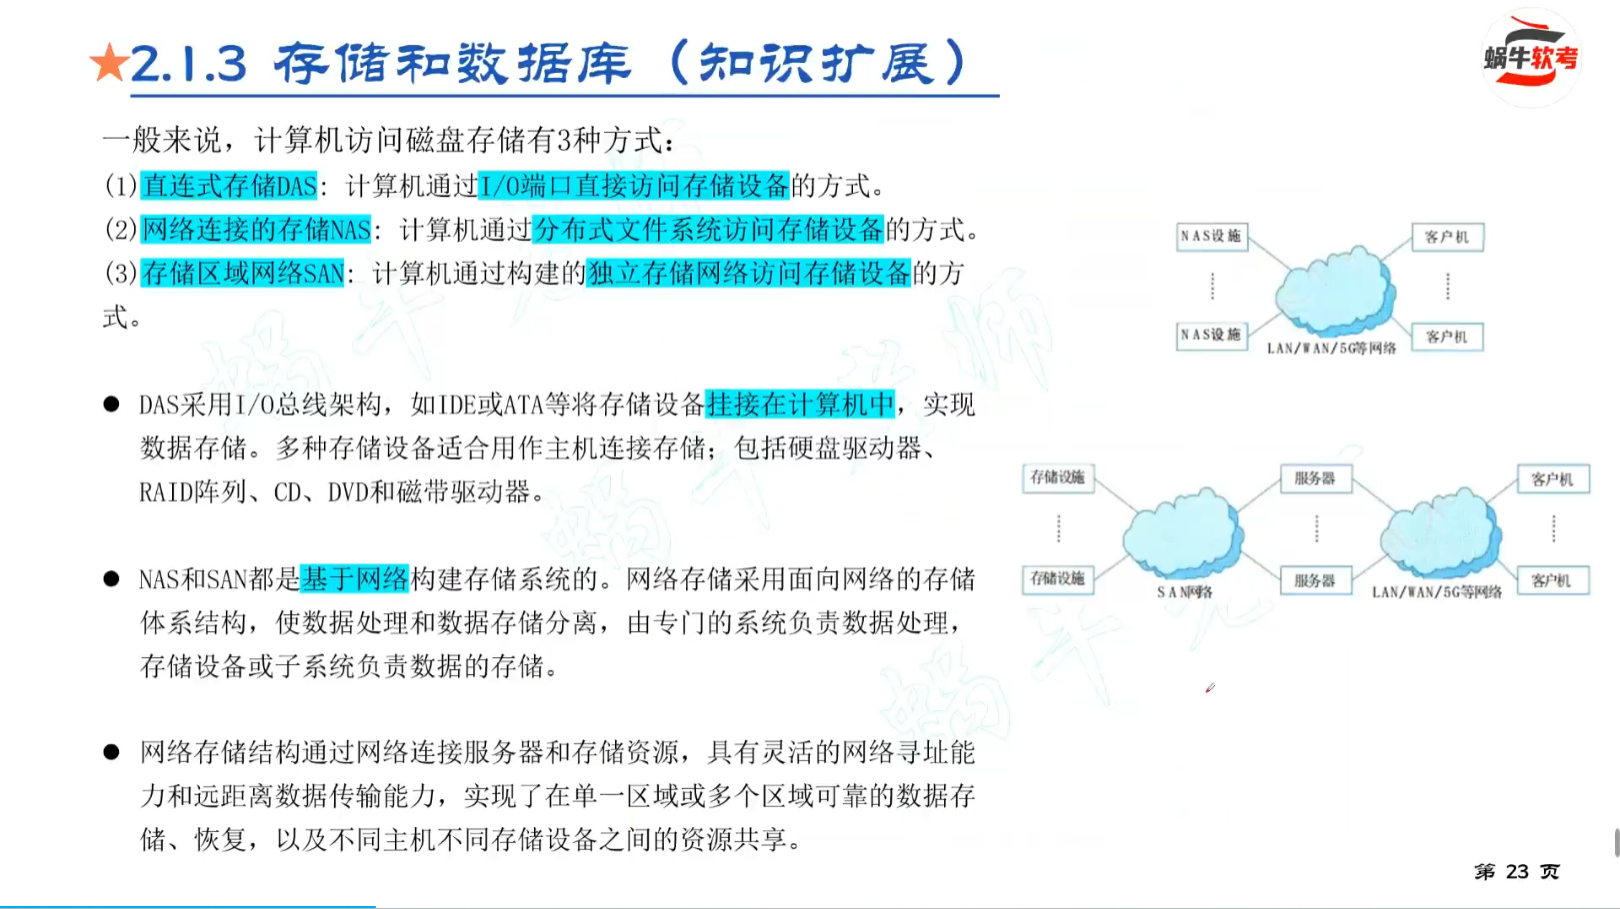 ★2.1.3 存储和数据库（知识扩展）
蜗牛软考
一般来说，计算机访问磁盘存储有3种方式：
(1)直连式存储DAS：计算机通过I/O端口直接访问存储设备的方式。
(2)网络连接的存储NAS：计算机通过分布式文件系统访问存储设备的方式。
(3)存储区域网络SAN：计算机通过构建的独立存储网络访问存储设备的方
式。
● DAS采用I/O总线架构，如IDE或ATA等将存储设备挂接在计算机中，实现
数据存储。多种存储设备适合用作主机连接存储；包括硬盘驱动器、
RAID阵列、CD、DVD和磁带驱动器。
● NAS和SAN都是基于网络构建存储系统的。网络存储采用面向网络的存储
体系结构，使数据处理和数据存储分离，由专门的系统负责数据处理，
存储设备或子系统负责数据的存储。
● 网络存储结构通过网络连接服务器和存储资源，具有灵活的网络寻址能
力和远距离数据传输能力，实现了在单一区域或多个区域可靠的数据存
储、恢复，以及不同主机不同存储设备之间的资源共享。
NAS设施 客户机
NAS设施 客户机
LAN/WAN/5G等网络
存储设施 服务器 客户机
存储设施 服务器 客户机
SAN网络 LAN/WAN/5G等网络
第 23 页